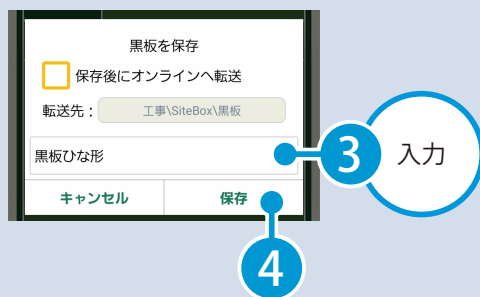 黒板を保存
保存後にオンラインへ転送
転送先： 工事\SiteBox\黒板
黒板ひな形 3 入力
キャンセル 保存
4